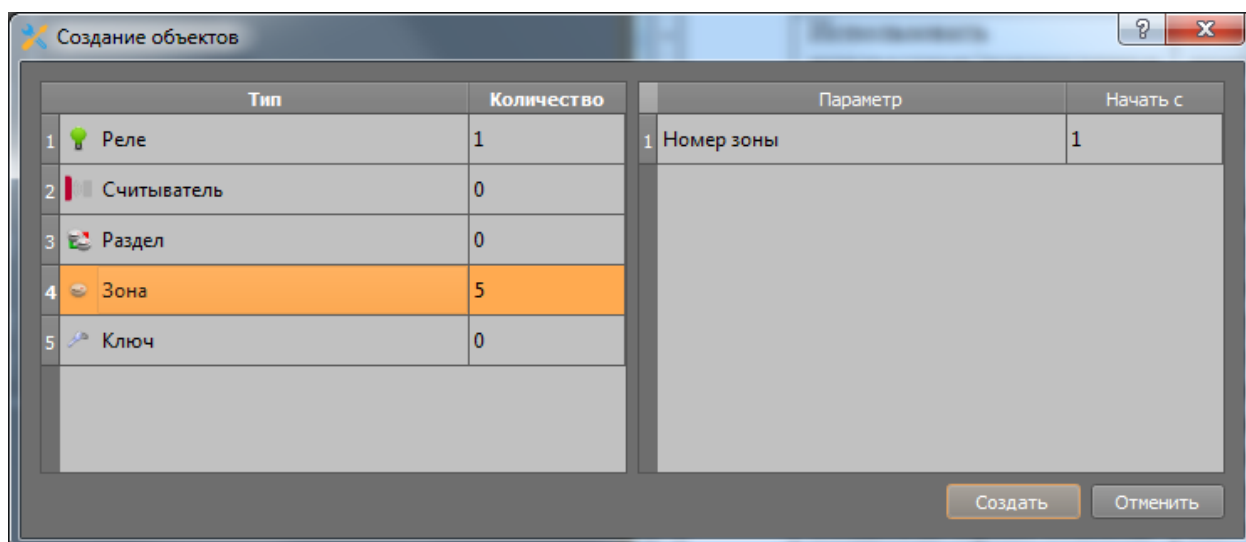 Создание объектов
Тип Количество
1 Реле 1
2 Считыватель 0
3 Раздел 0
4 Зона 5
5 Ключ 0
Параметр Начать с
1 Номер зоны 1
Создать Отменить